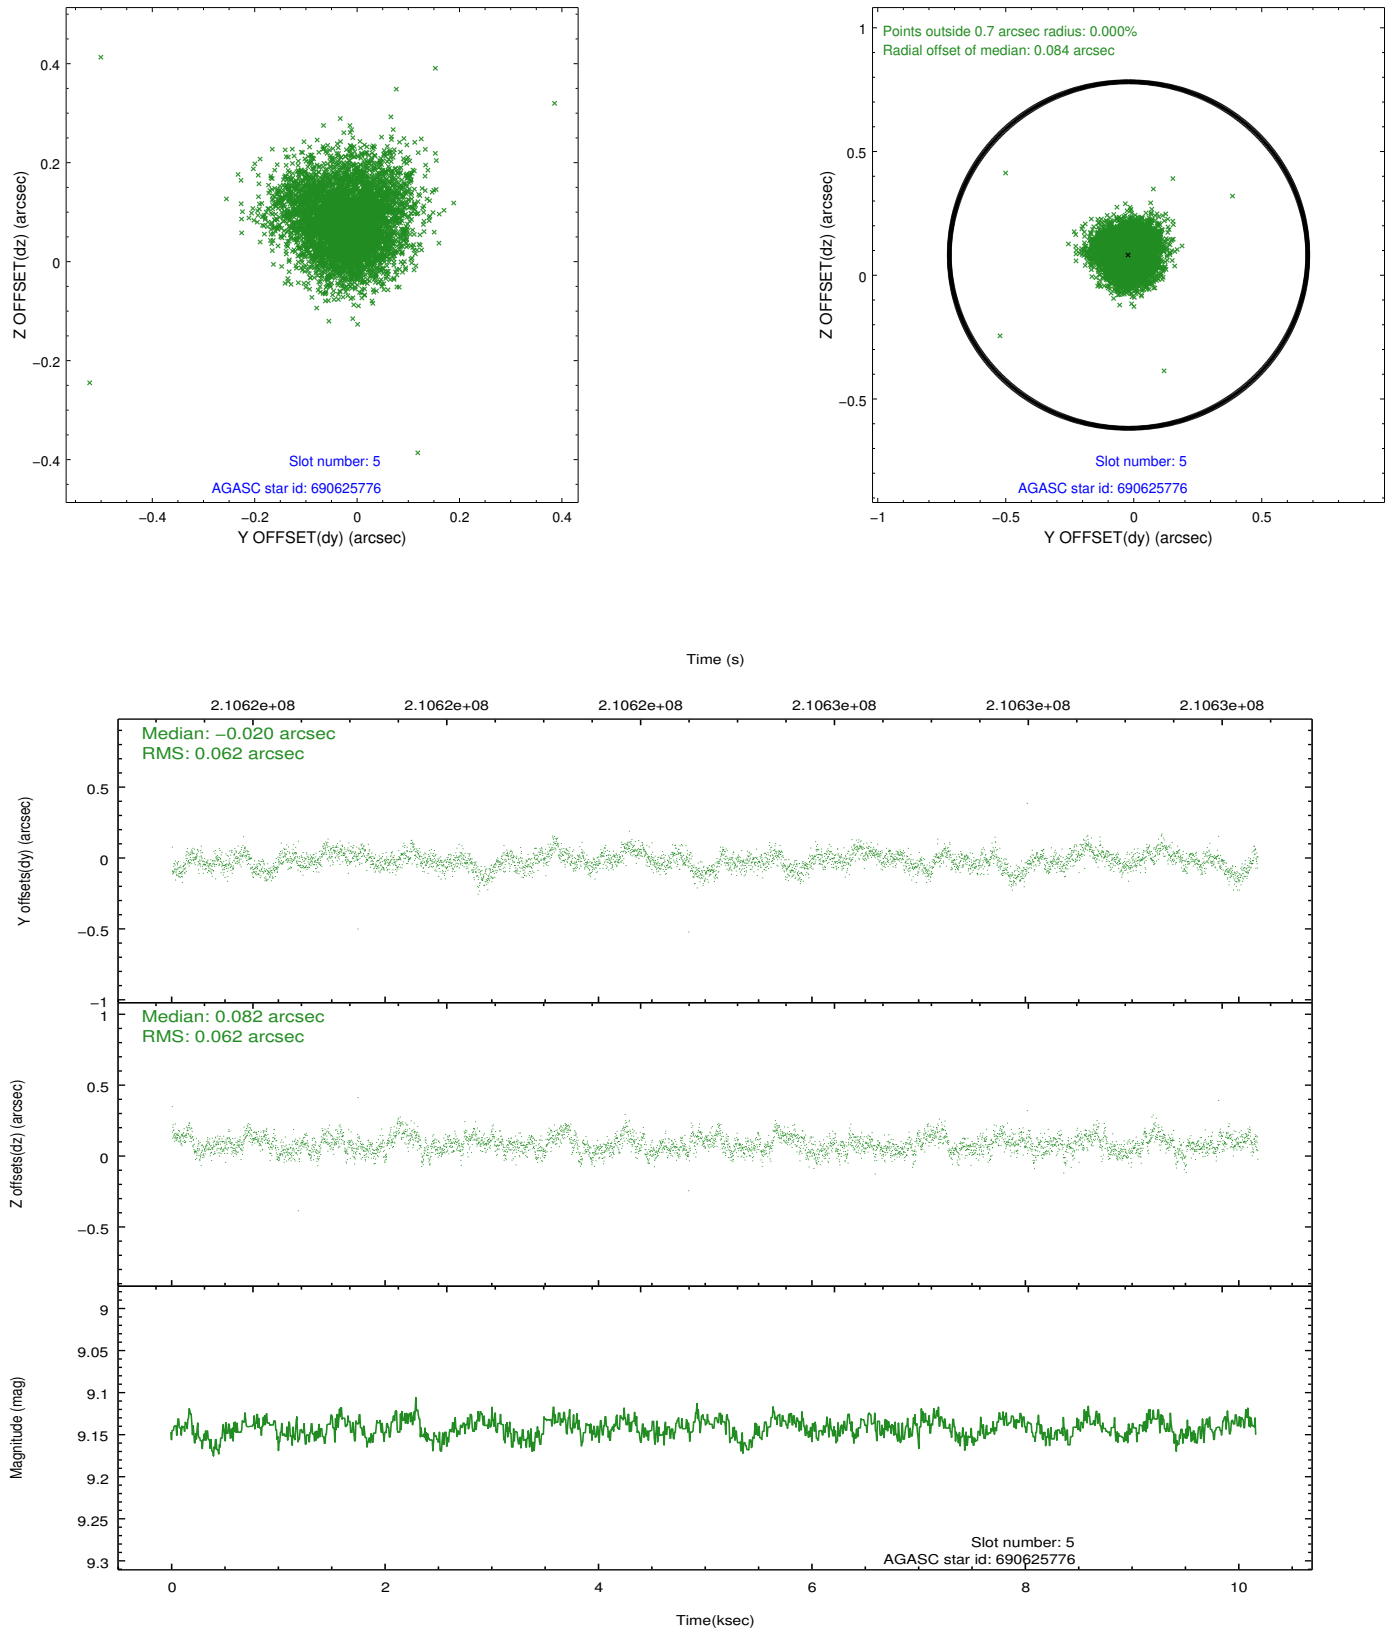 0.4
0.2
0
−0.2
−0.4
Z OFFSET(dz) (arcsec)
Slot number: 5
AGASC star id: 690625776
−0.4
−0.2
0
0.2
0.4
Y OFFSET(dy) (arcsec)
Points outside 0.7 arcsec radius: 0.000%
Radial offset of median: 0.084 arcsec
1
0.5
0
−0.5
Z OFFSET(dz) (arcsec)
Slot number: 5
AGASC star id: 690625776
−1
−0.5
0
0.5
Y OFFSET(dy) (arcsec)
Time (s)
2.1062e+08
2.1062e+08
2.1062e+08
2.1063e+08
2.1063e+08
2.1063e+08
Median: −0.020 arcsec
RMS: 0.062 arcsec
0.5
0
−0.5
−1
Y offsets(dy) (arcsec)
Median: 0.082 arcsec
RMS: 0.062 arcsec
1
0.5
0
−0.5
Z offsets(dz) (arcsec)
9
9.05
9.1
9.15
9.2
9.25
9.3
Magnitude (mag)
Slot number: 5
AGASC star id: 690625776
0
2
4
6
8
10
Time(ksec)